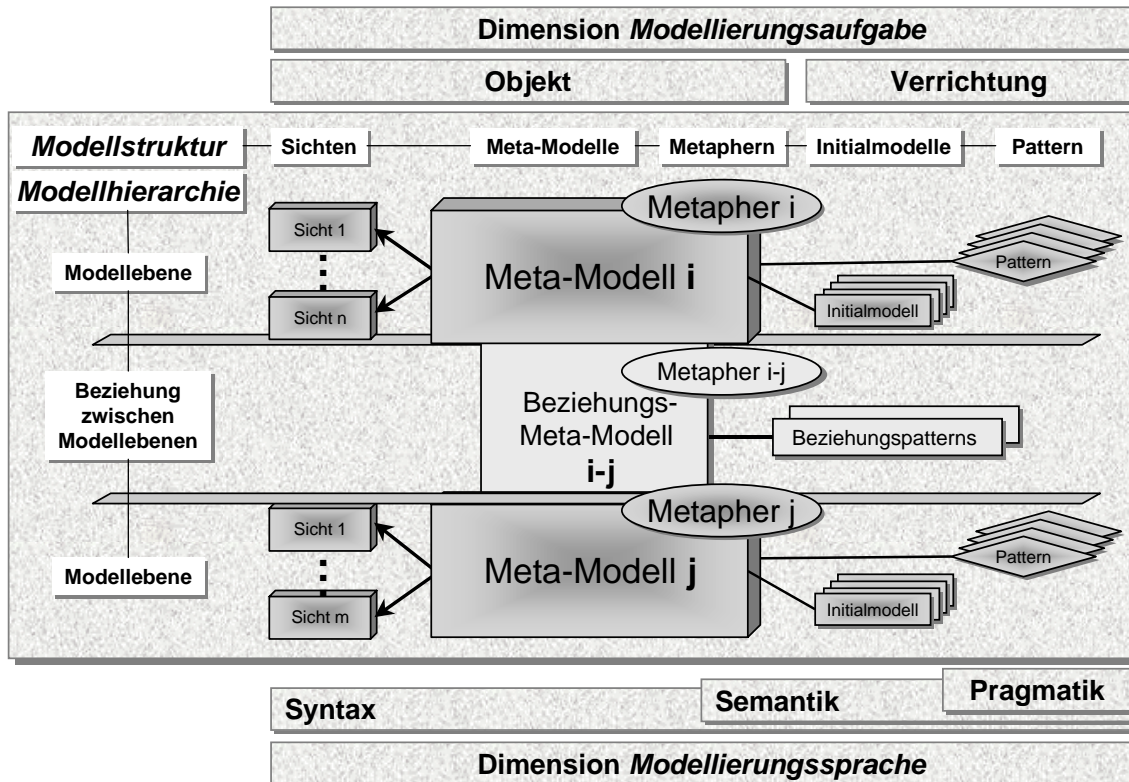 Dimension Modellierungsaufgabe
Objekt
Verrichtung
Modellstruktur
Sichten
Meta-Modelle
Metaphern
Initialmodelle
Pattern
Modellhierarchie
Metapher i
Sicht 1
Modellebene
Meta-Modell i
Pattern
Sicht n
Initialmodell
Metapher i-j
Beziehung
zwischen
Modellebenen
Beziehungs-
Meta-Modell
i-j
Beziehungspatterns
Metapher j
Sicht 1
Modellebene
Meta-Modell j
Pattern
Sicht m
Initialmodell
Syntax
Semantik
Pragmatik
Dimension Modellierungssprache